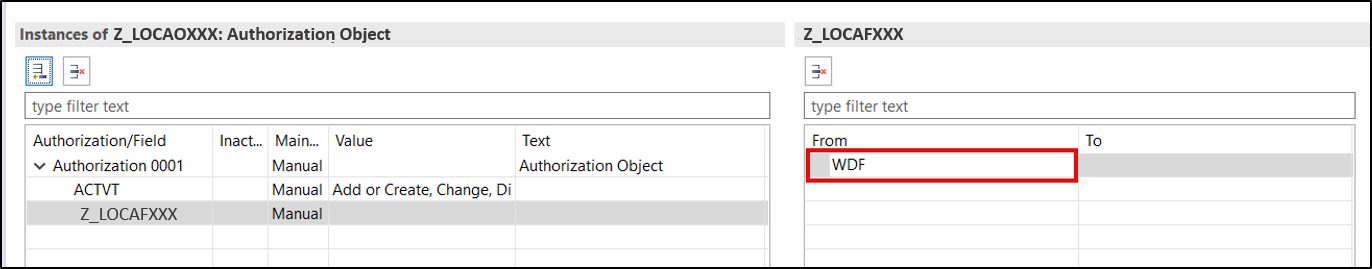 Instances of Z_LOCAOXXX: Authorization Object
Z_LOCAFXXX
type filter text
type filter text
Authorization/Field Inact... Main... Value Text
From To
Authorization 0001 Manual Authorization Object
WDF
ACTVT Manual Add or Create, Change, Di
Z_LOCAFXXX Manual